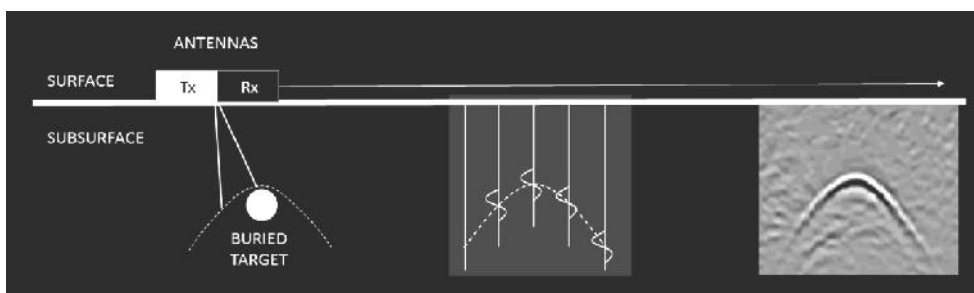 ANTENNAS
SURFACE
Tx
Rx
SUBSURFACE
BURIED
TARGET